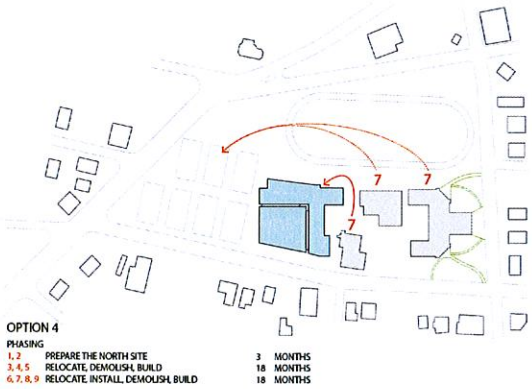 7
7
7
OPTION 4
PHASING
1, 2 PREPARE THE NORTH SITE 3 MONTHS
3, 4, 5 RELOCATE, DEMOLISH, BUILD 18 MONTHS
6, 7, 8, 9 RELOCATE, INSTALL, DEMOLISH, BUILD 18 MONTHS